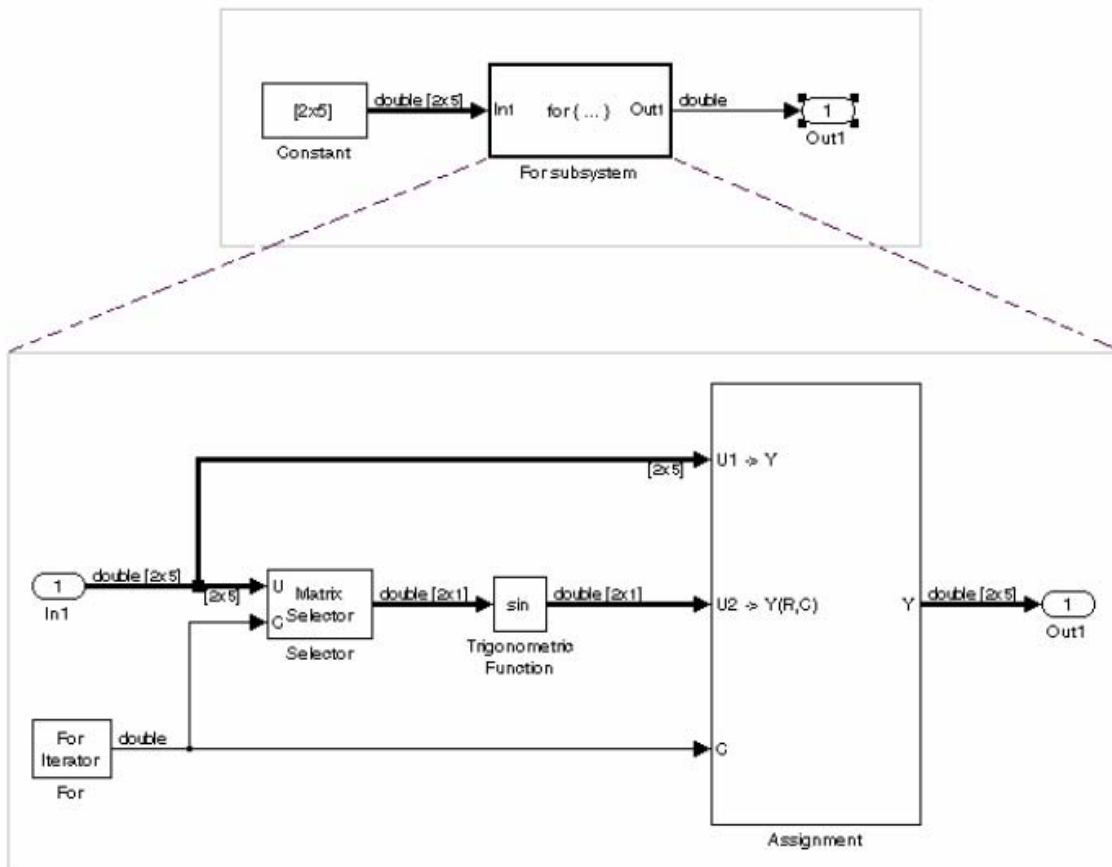 [2x5]
Constant
double [2x5]
In1
for { ... }
Out1
For subsystem
double
1
Out1
[2x5]
U1 -> Y
1
In1
double [2x5]
[2x5]
U
C
Matrix
Selector
Selector
double [2x1]
sin
Trigonometric
Function
double [2x1]
U2 -> Y(R,C)
Y
double [2x5]
1
Out1
For
Iterator
For
double
C
Assignment